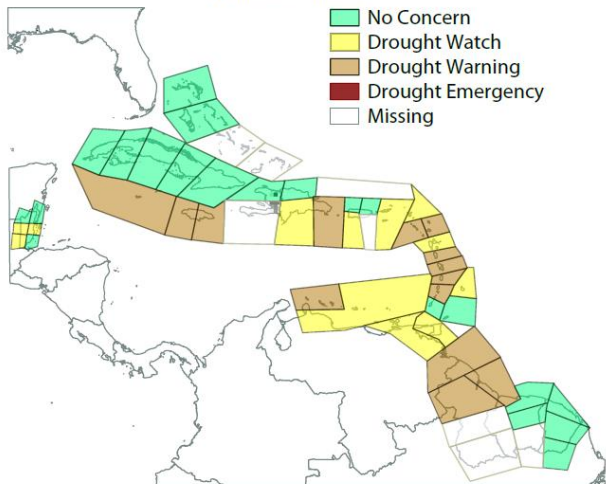 No Concern
Drought Watch
Drought Warning
Drought Emergency
Missing